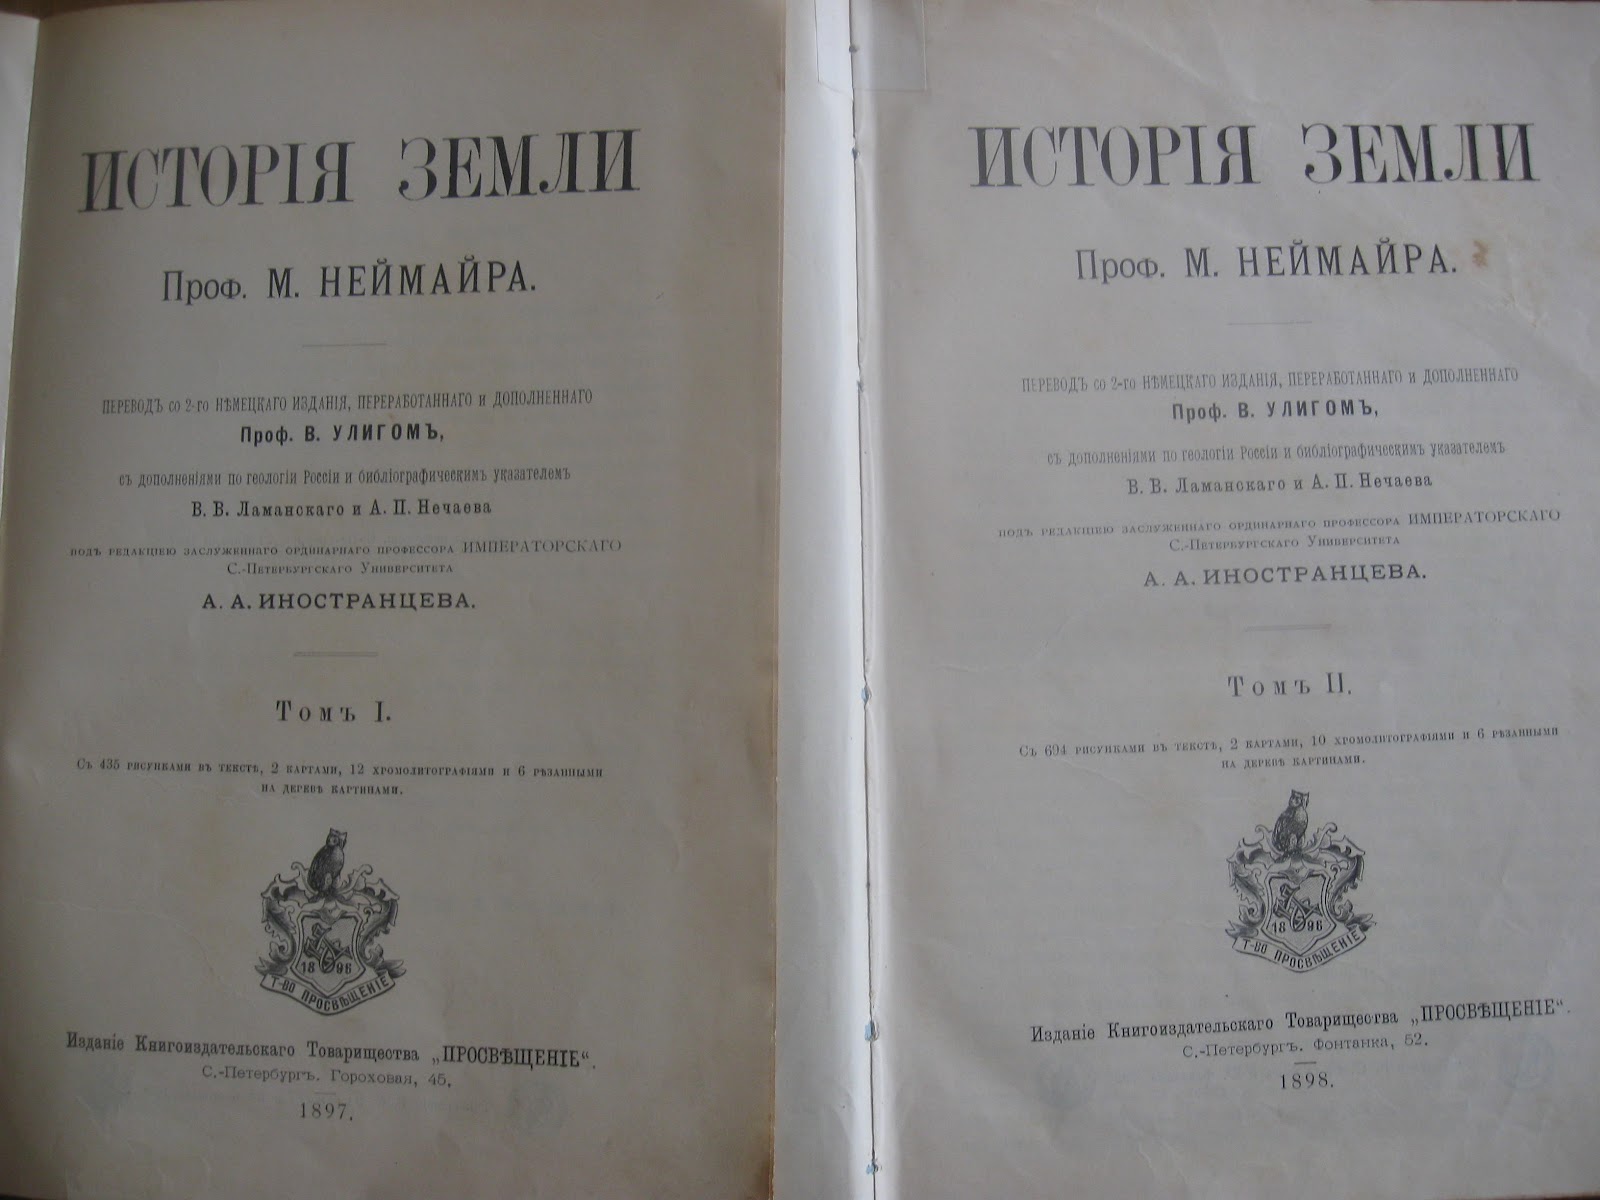 ИСТОРІЯ ЗЕМЛИ
Проф. М. НЕЙМАЙРА.
ПЕРЕВОДЪ со 2-го НѢМЕЦКАГО ИЗДАНІЯ, ПЕРЕРАБОТАННАГО и ДОПОЛНЕННАГО
Проф. В. УЛИГОМЪ,
съ дополненіями по геологіи Россіи и библіографическимъ указателемъ
В. В. Ламанскаго и А. П. Нечаева
подъ редакціею заслуженнаго ординарнаго профессора ИМПЕРАТОРСКАГО
С.-Петербургскаго Университета
А. А. ИНОСТРАНЦЕВА.
Томъ I.
Съ 435 рисунками въ текстѣ, 2 картами, 12 хромолитографіями и 6 рѣзанными
на деревѣ картинами.
1896
Т-ВО ПРОСВѢЩЕНІЕ
Изданіе Книгоиздательскаго Товарищества „ПРОСВѢЩЕНІЕ“.
С.-Петербургъ. Гороховая, 45.
1897.
ИСТОРІЯ ЗЕМЛИ
Проф. М. НЕЙМАЙРА.
ПЕРЕВОДЪ со 2-го НѢМЕЦКАГО ИЗДАНІЯ, ПЕРЕРАБОТАННАГО и ДОПОЛНЕННАГО
Проф. В. УЛИГОМЪ,
съ дополненіями по геологіи Россіи и библіографическимъ указателемъ
В. В. Ламанскаго и А. П. Нечаева
подъ редакціею заслуженнаго ординарнаго профессора ИМПЕРАТОРСКАГО
С.-Петербургскаго Университета
А. А. ИНОСТРАНЦЕВА.
Томъ II.
Съ 694 рисунками въ текстѣ, 2 картами, 10 хромолитографіями и 6 рѣзанными
на деревѣ картинами.
1896
Т-ВО ПРОСВѢЩЕНІЕ
Изданіе Книгоиздательскаго Товарищества „ПРОСВѢЩЕНІЕ“.
С.-Петербургъ. Фонтанка, 52.
1898.